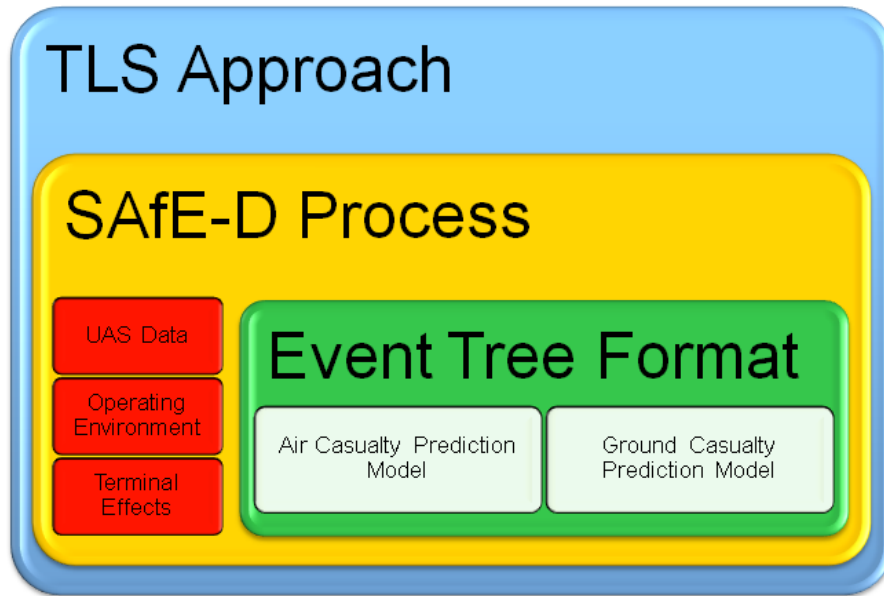 TLS Approach
SAfE-D Process
UAS Data
Operating
Environment
Terminal
Effects
Event Tree Format
Air Casualty Prediction
Model
Ground Casualty
Prediction Model